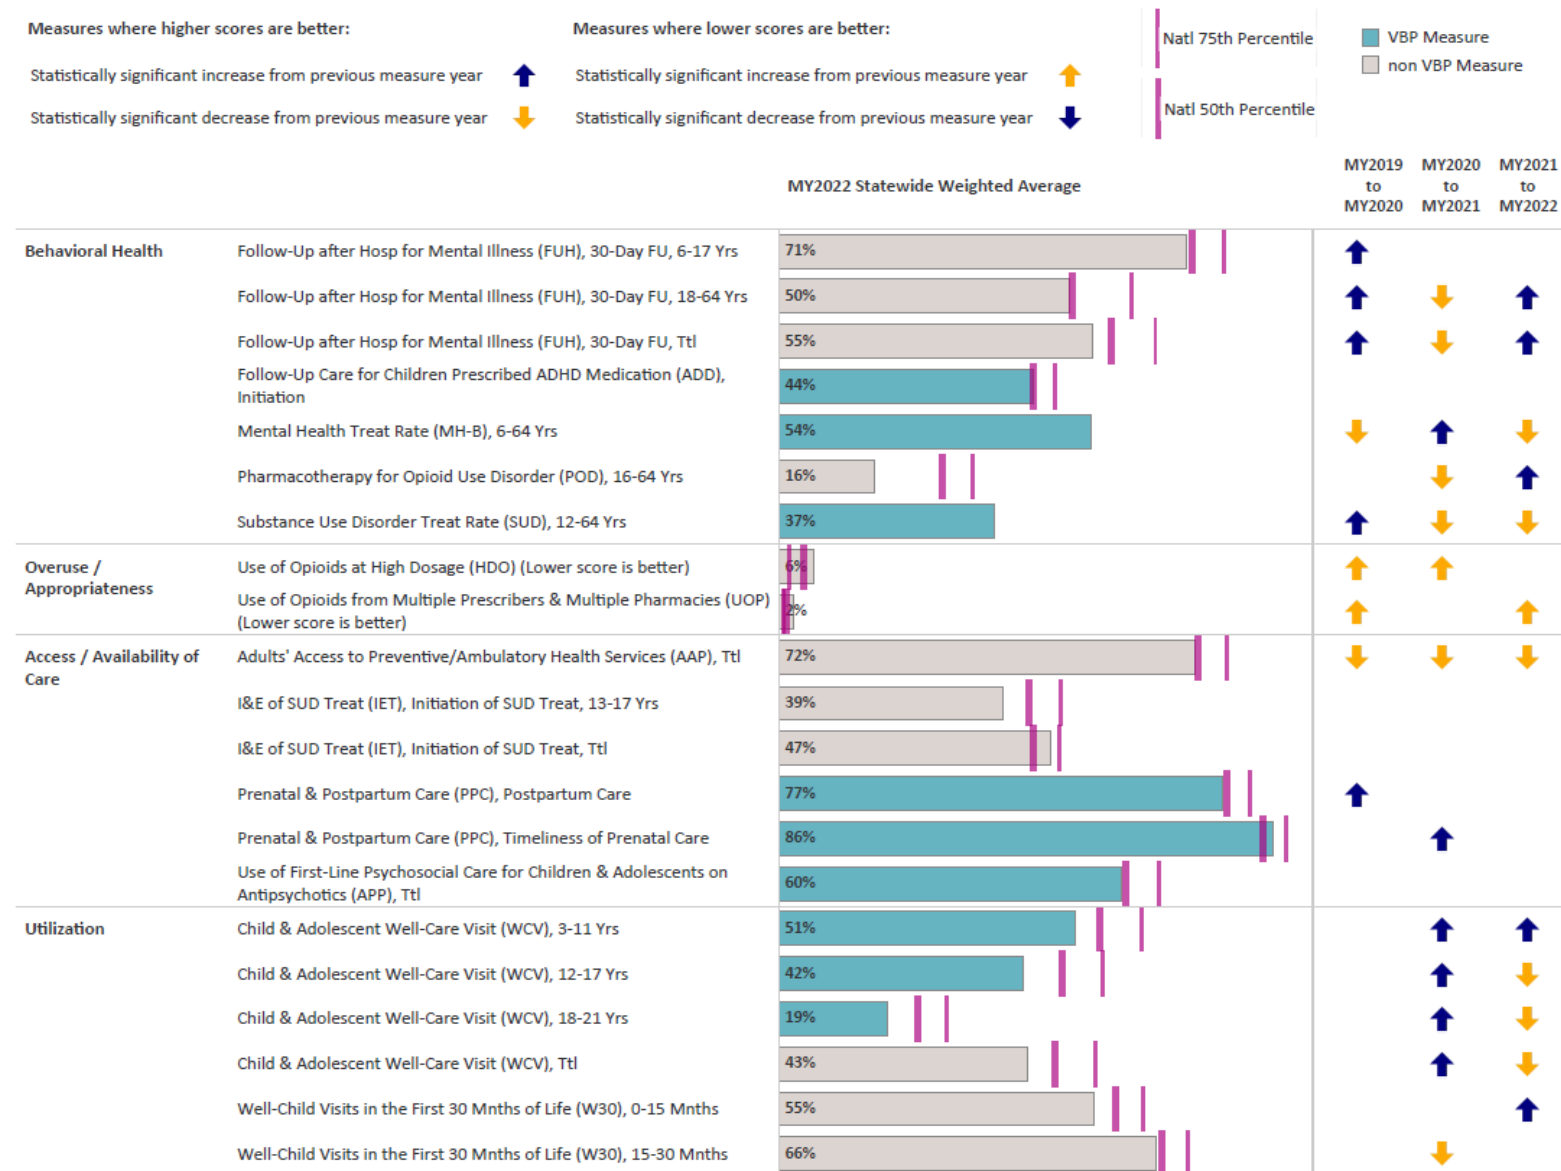 Measures where higher scores are better:
Statistically significant increase from previous measure year
Statistically significant decrease from previous measure year
Measures where lower scores are better:
Statistically significant increase from previous measure year
Statistically significant decrease from previous measure year
Natl 75th Percentile
Natl 50th Percentile
VBP Measure
non VBP Measure
MY2022 Statewide Weighted Average
MY2019
to
MY2020
MY2020
to
MY2021
MY2021
to
MY2022
Behavioral Health
Follow-Up after Hosp for Mental Illness (FUH), 30-Day FU, 6-17 Yrs
71%
Follow-Up after Hosp for Mental Illness (FUH), 30-Day FU, 18-64 Yrs
50%
Follow-Up after Hosp for Mental Illness (FUH), 30-Day FU, Ttl
55%
Follow-Up Care for Children Prescribed ADHD Medication (ADD),
Initiation
44%
Mental Health Treat Rate (MH-B), 6-64 Yrs
54%
Pharmacotherapy for Opioid Use Disorder (POD), 16-64 Yrs
16%
Substance Use Disorder Treat Rate (SUD), 12-64 Yrs
37%
Overuse /
Appropriateness
Use of Opioids at High Dosage (HDO) (Lower score is better)
6%
Use of Opioids from Multiple Prescribers & Multiple Pharmacies (UOP)
(Lower score is better)
2%
Access / Availability of
Care
Adults' Access to Preventive/Ambulatory Health Services (AAP), Ttl
72%
I&E of SUD Treat (IET), Initiation of SUD Treat, 13-17 Yrs
39%
I&E of SUD Treat (IET), Initiation of SUD Treat, Ttl
47%
Prenatal & Postpartum Care (PPC), Postpartum Care
77%
Prenatal & Postpartum Care (PPC), Timeliness of Prenatal Care
86%
Use of First-Line Psychosocial Care for Children & Adolescents on
Antipsychotics (APP), Ttl
60%
Utilization
Child & Adolescent Well-Care Visit (WCV), 3-11 Yrs
51%
Child & Adolescent Well-Care Visit (WCV), 12-17 Yrs
42%
Child & Adolescent Well-Care Visit (WCV), 18-21 Yrs
19%
Child & Adolescent Well-Care Visit (WCV), Ttl
43%
Well-Child Visits in the First 30 Mnths of Life (W30), 0-15 Mnths
55%
Well-Child Visits in the First 30 Mnths of Life (W30), 15-30 Mnths
66%